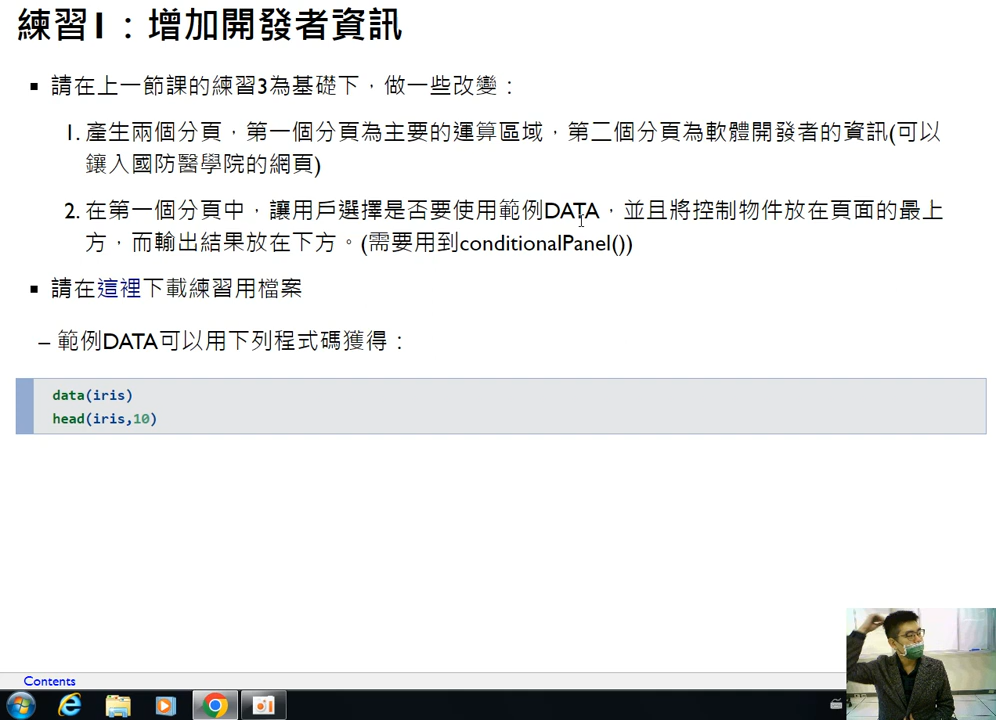 練習1：增加開發者資訊
請在上一節課的練習3為基礎下，做一些改變：
1. 產生兩個分頁，第一個分頁為主要的運算區域，第二個分頁為軟體開發者的資訊(可以
鑲入國防醫學院的網頁)
2. 在第一個分頁中，讓用戶選擇是否要使用範例DATA，並且將控制物件放在頁面的最上
方，而輸出結果放在下方。(需要用到conditionalPanel())
請在這裡下載練習用檔案
– 範例DATA可以用下列程式碼獲得：
data(iris)
head(iris,10)
Contents